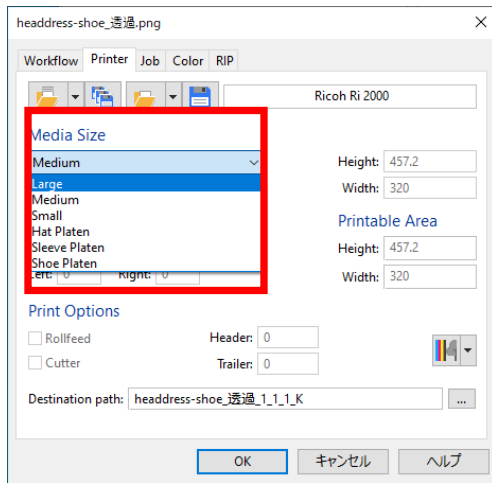 headdress-shoe_透過.png
Workflow Printer Job Color RIP
Ricoh Ri 2000
Media Size
Medium
Large
Medium
Small
Hat Platen
Sleeve Platen
Shoe Platen
Left: 0 Right: 0
Height: 457.2
Width: 320
Printable Area
Height: 457.2
Width: 320
Print Options
Rollfeed
Cutter
Header: 0
Trailer: 0
Destination path: headdress-shoe_透過_1_1_1_K
...
OK キャンセル ヘルプ